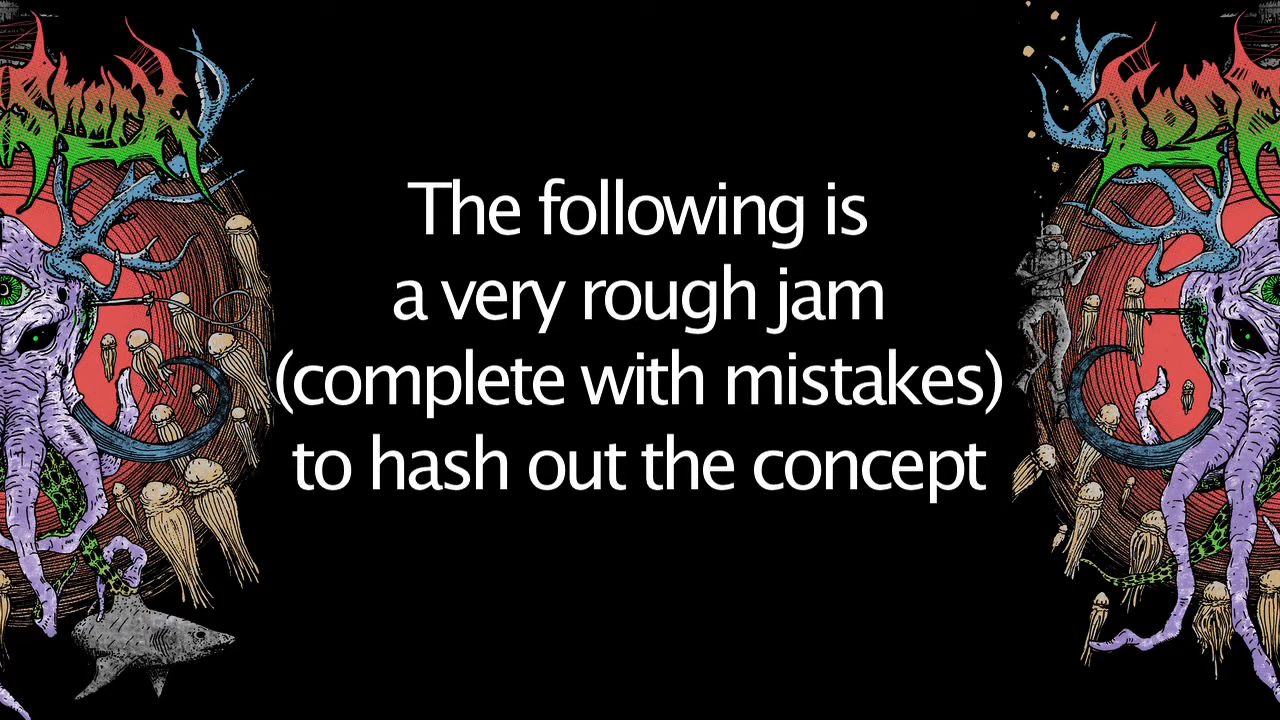 The following is
a very rough jam
(complete with mistakes)
to hash out the concept